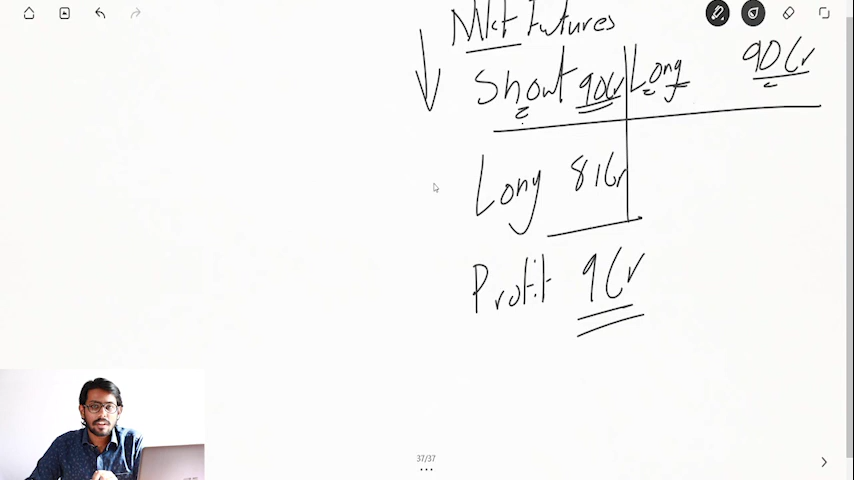 Mkt Futures
Short 90Cr Long 90Cr
Long 81Cr
Profit 9Cr
37/37